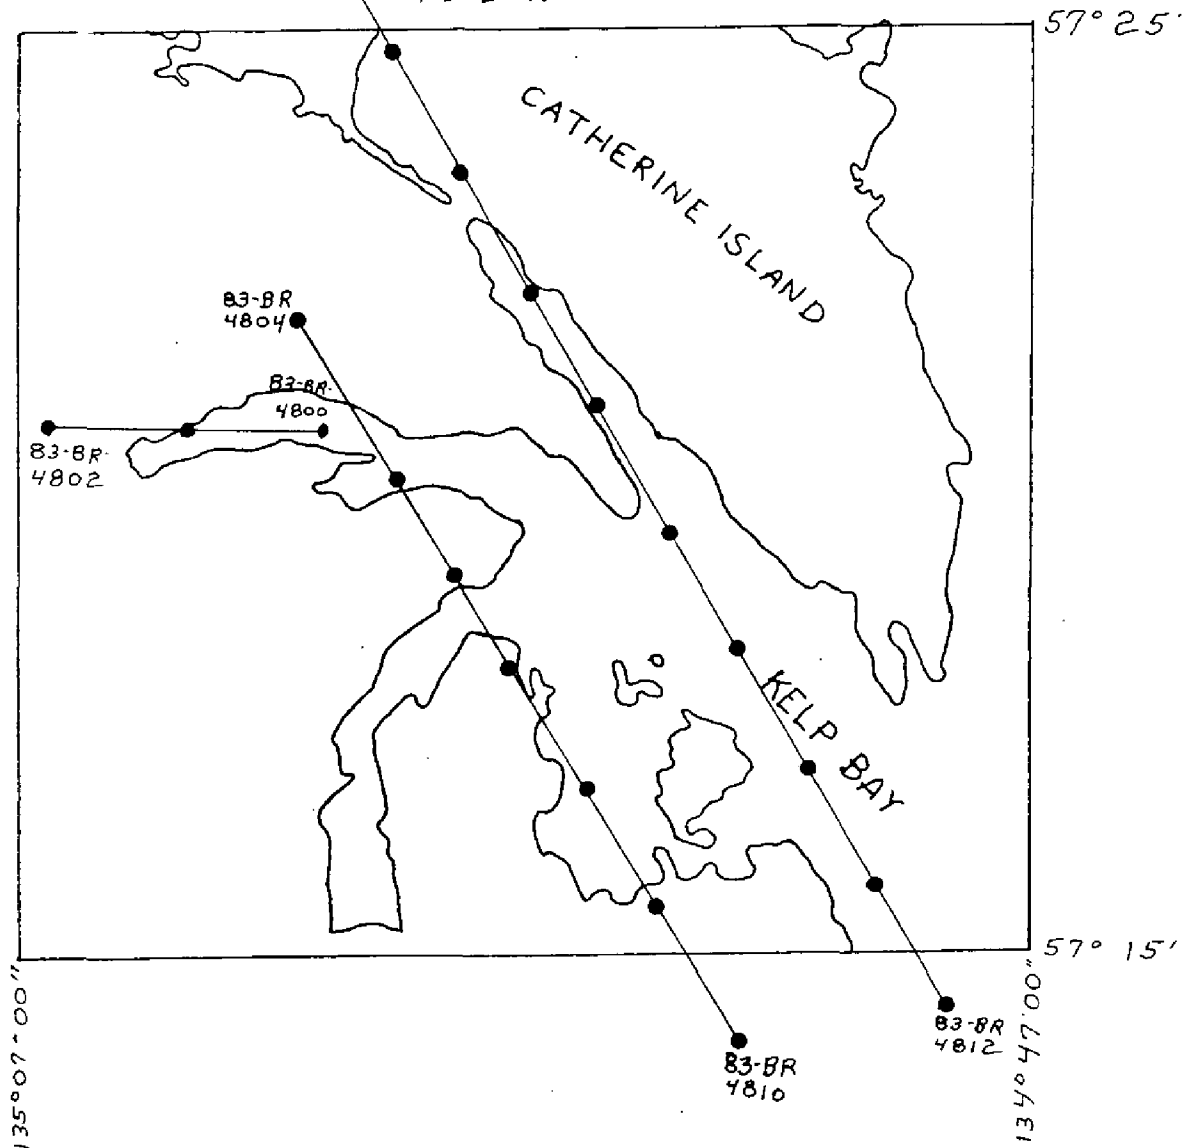 57° 25'
CATHERINE ISLAND
83-BR
4804
83-BR-
4800
83-BR-
4802
KELP BAY
57° 15'
83-BR
4812
83-BR
4810
135°07'00"
134°47'00"